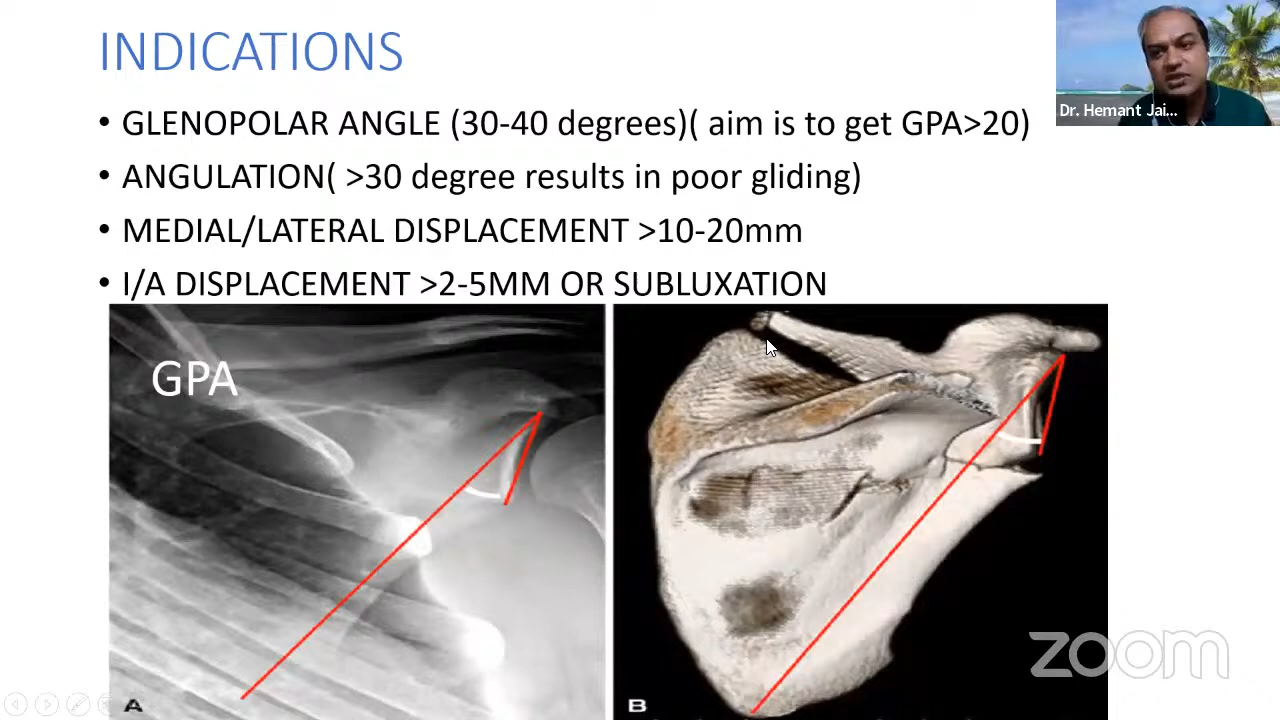 INDICATIONS
Dr. Hemant Jai...
• GLENOPOLAR ANGLE (30-40 degrees)( aim is to get GPA>20)
• ANGULATION( >30 degree results in poor gliding)
• MEDIAL/LATERAL DISPLACEMENT >10-20mm
• I/A DISPLACEMENT >2-5MM OR SUBLUXATION
GPA
A
B
zoom